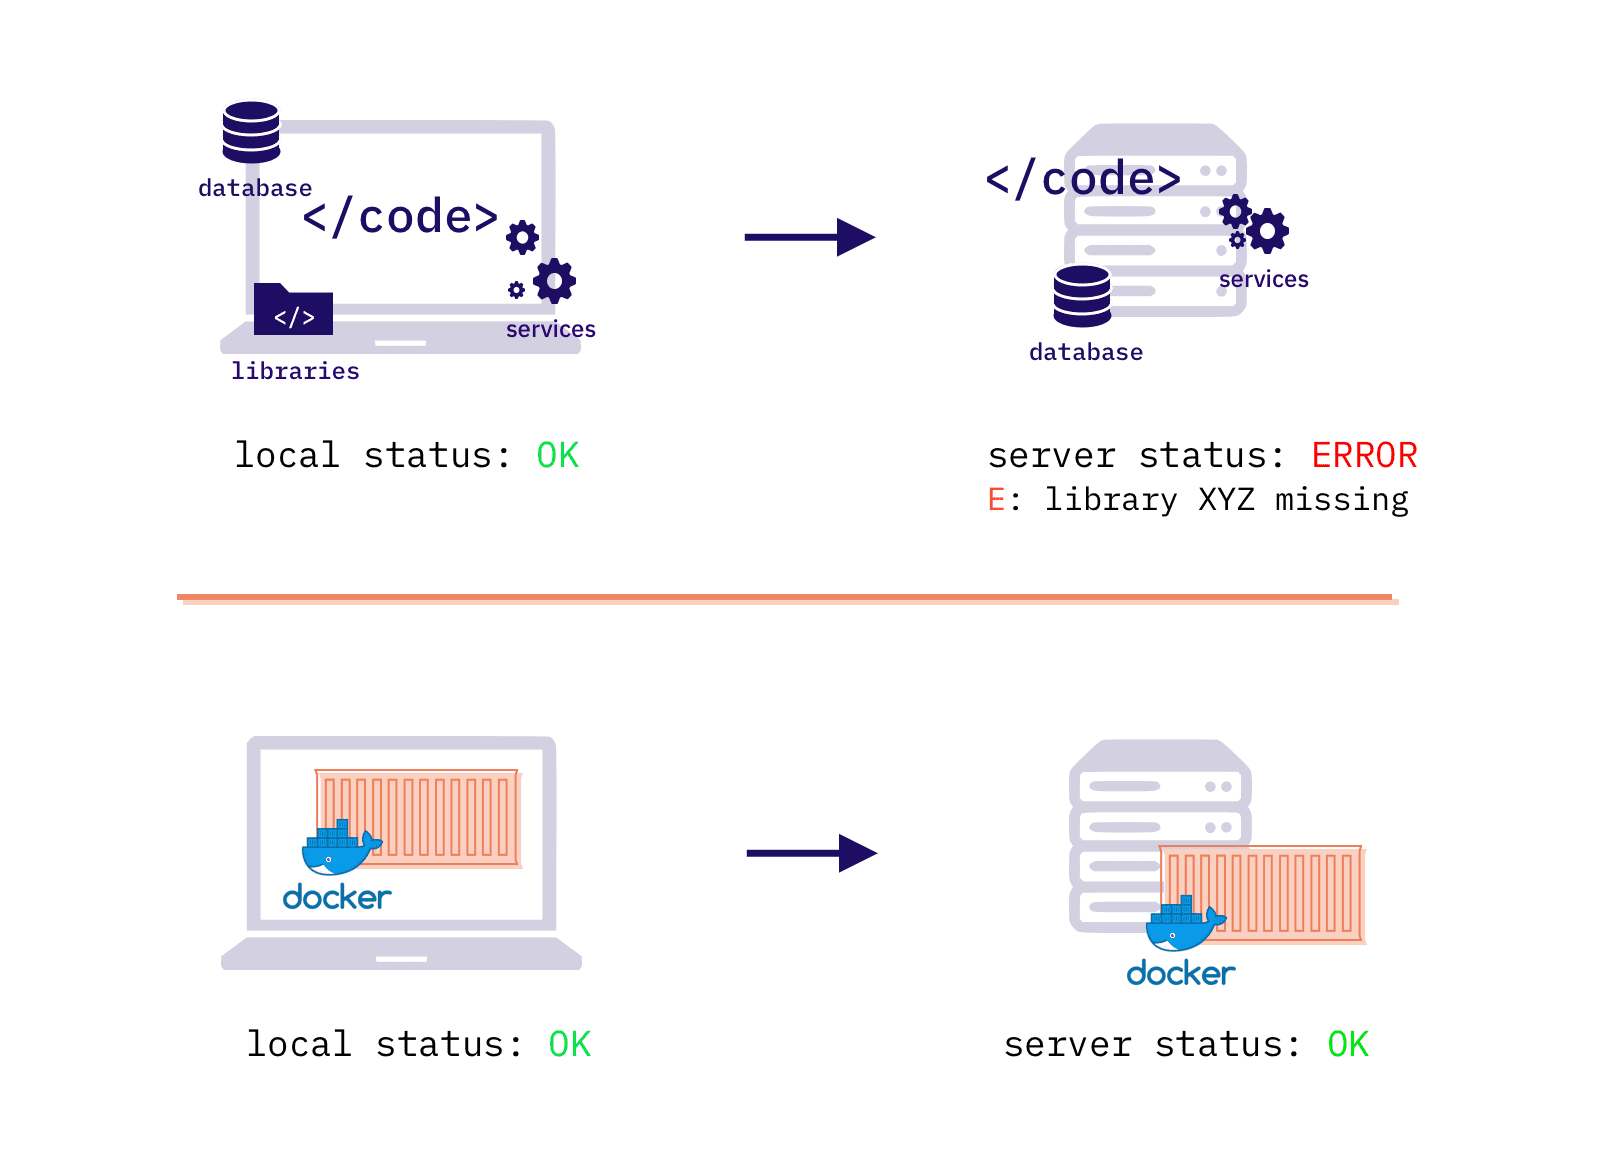 database
</code>
</>
services
libraries
local status: OK
</code>
services
database
server status: ERROR
E: library XYZ missing
docker
local status: OK
docker
server status: OK